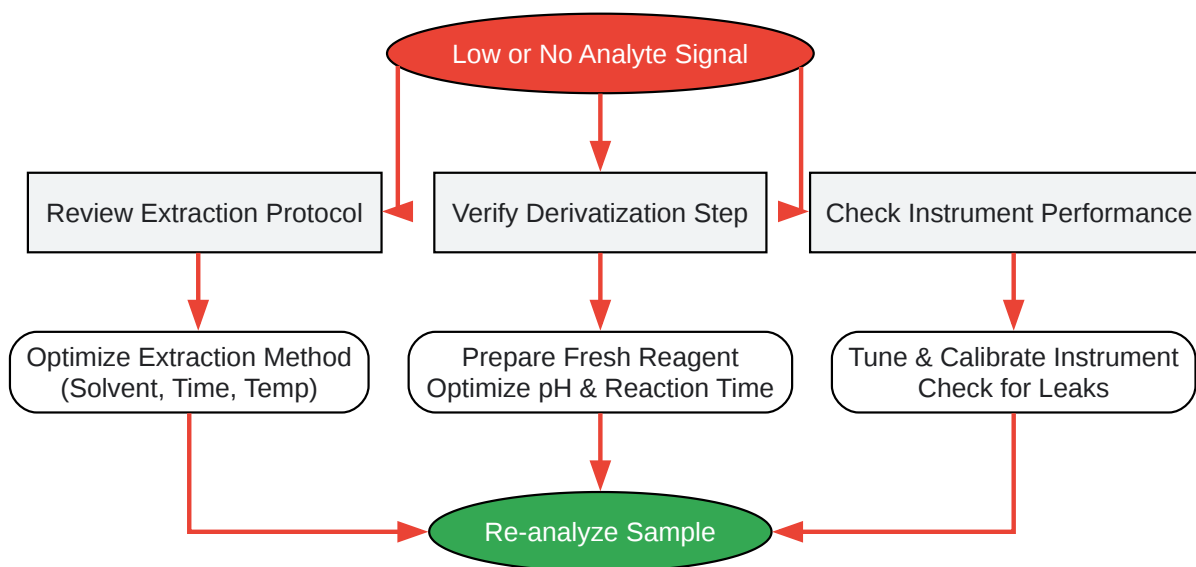 Low or No Analyte Signal
Review Extraction Protocol
Verify Derivatization Step
Check Instrument Performance
Optimize Extraction Method
(Solvent, Time, Temp)
Prepare Fresh Reagent
Optimize pH & Reaction Time
Tune & Calibrate Instrument
Check for Leaks
Re-analyze Sample